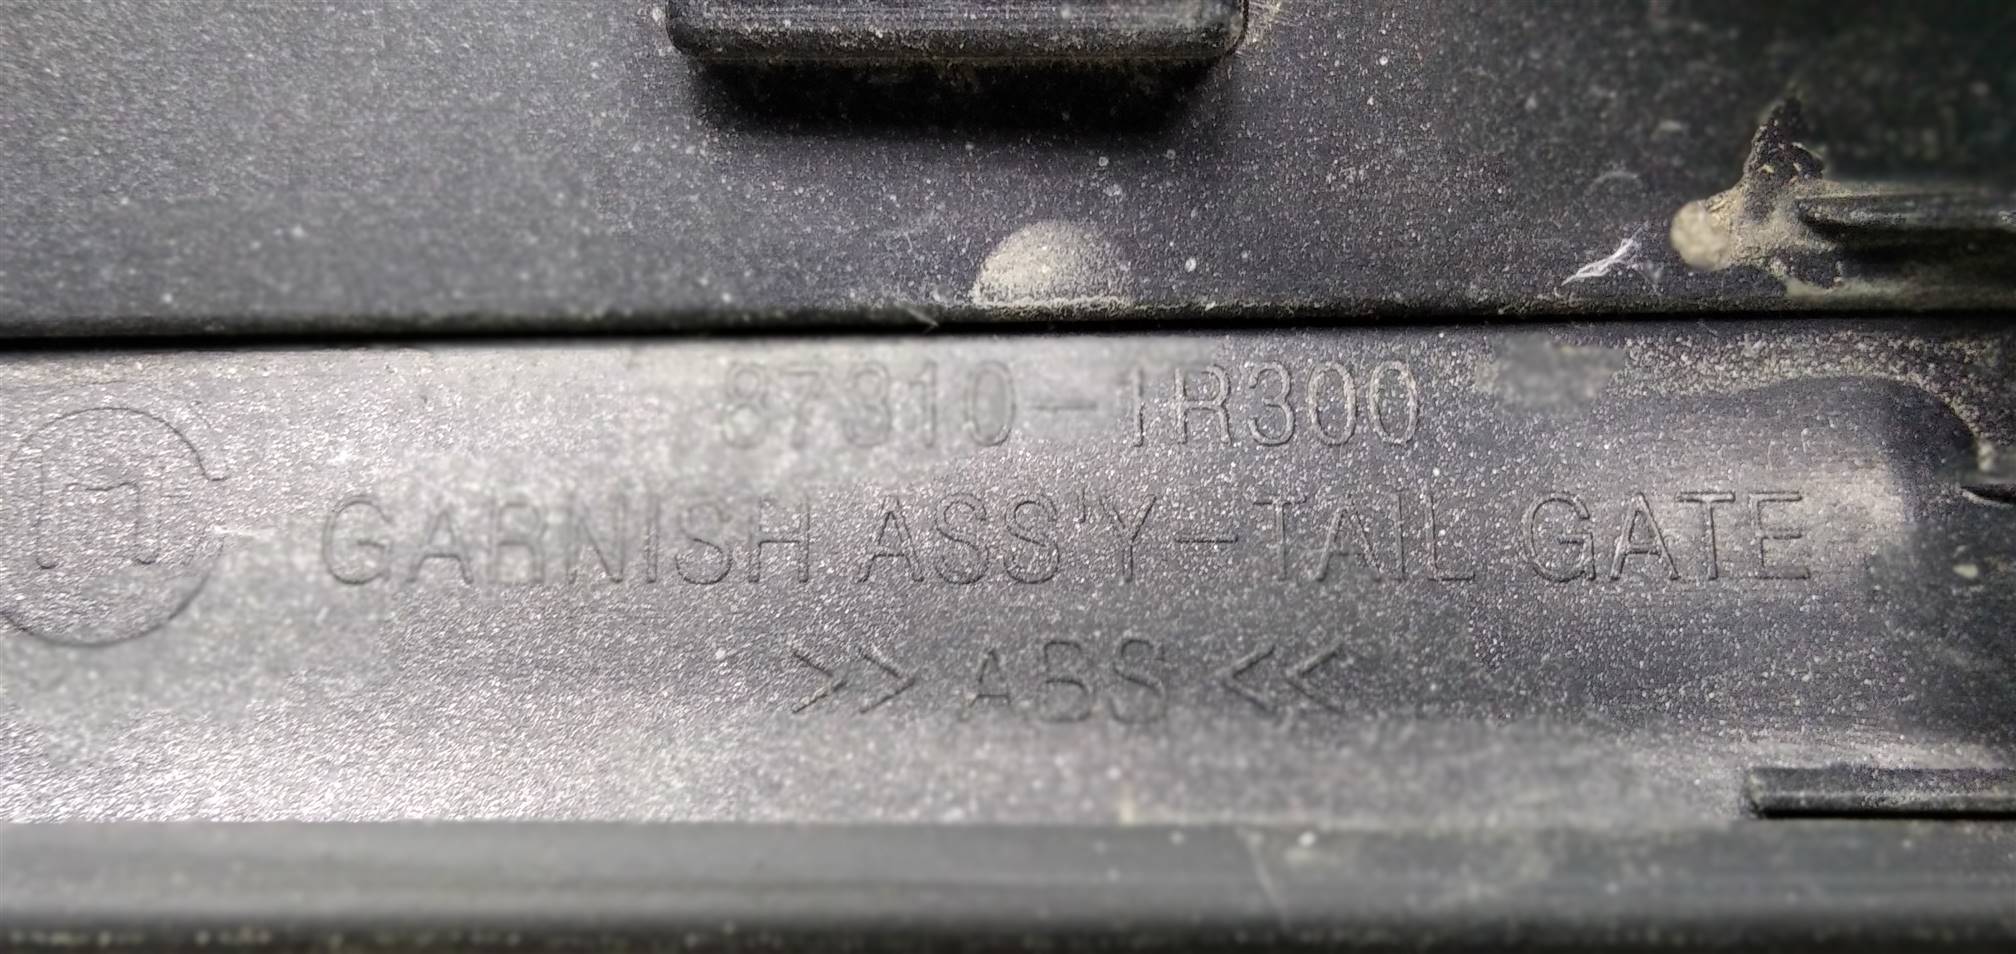 87310-1R300
GARNISH ASS'Y-TAIL GATE
>> ABS <<